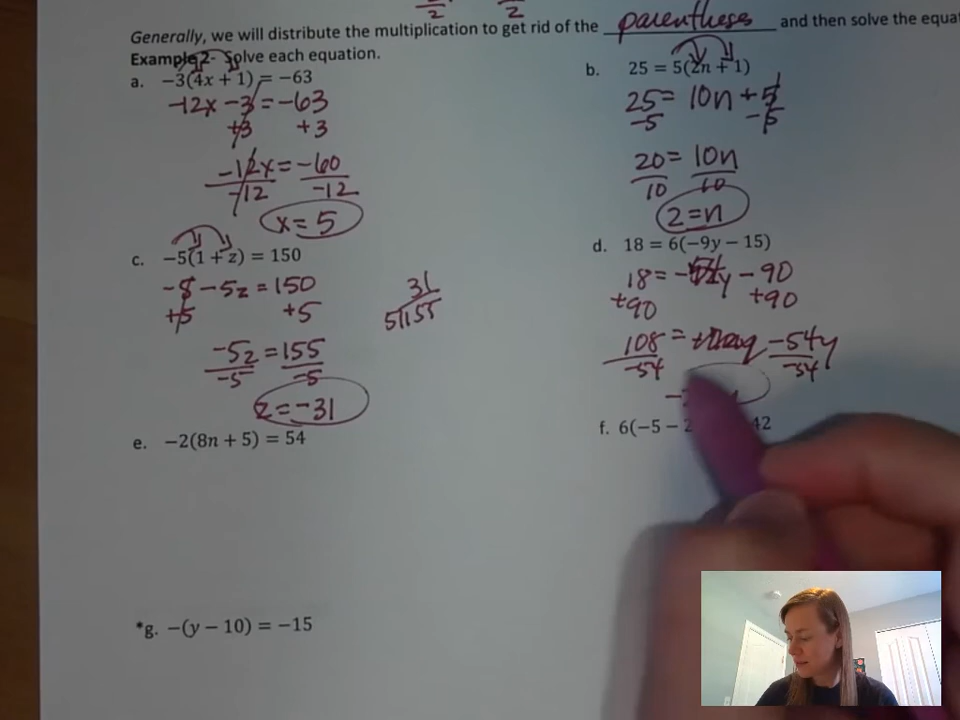 2 2
Generally, we will distribute the multiplication to get rid of the parentheses and then solve the equa
Example 2- Solve each equation.
a. −3(4x + 1) = −63
-12x -3 = -63
+3 +3
-12x = -60
-12 -12
x = 5
b. 25 = 5(2n + 1)
25 = 10n + 5
-5 -5
20 = 10n
10 10
2 = n
c. −5(1 + z) = 150
-5 -5z = 150
+5 +5
31
5 155
-5z = 155
-5 -5
z = -31
d. 18 = 6(−9y − 15)
18 = -54y - 90
+90 +90
108 = -54y
-54 -54
e. −2(8n + 5) = 54
f. 6(−5 − 42
*g. −(y − 10) = −15